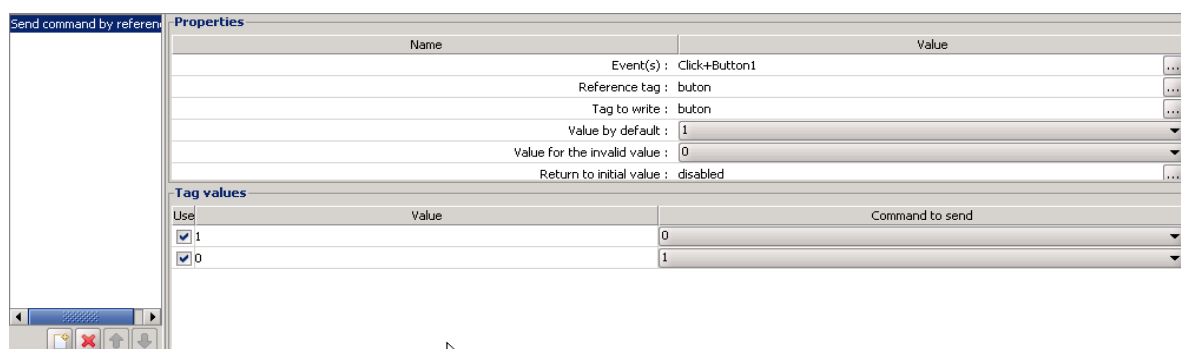 Send command by referen
Properties
Name Value
Event(s) : Click+Button1 ...
Reference tag : buton ...
Tag to write : buton ...
Value by default : 1
Value for the invalid value : 0
Return to initial value : disabled ...
Tag values
Use Value Command to send
1 0
0 1